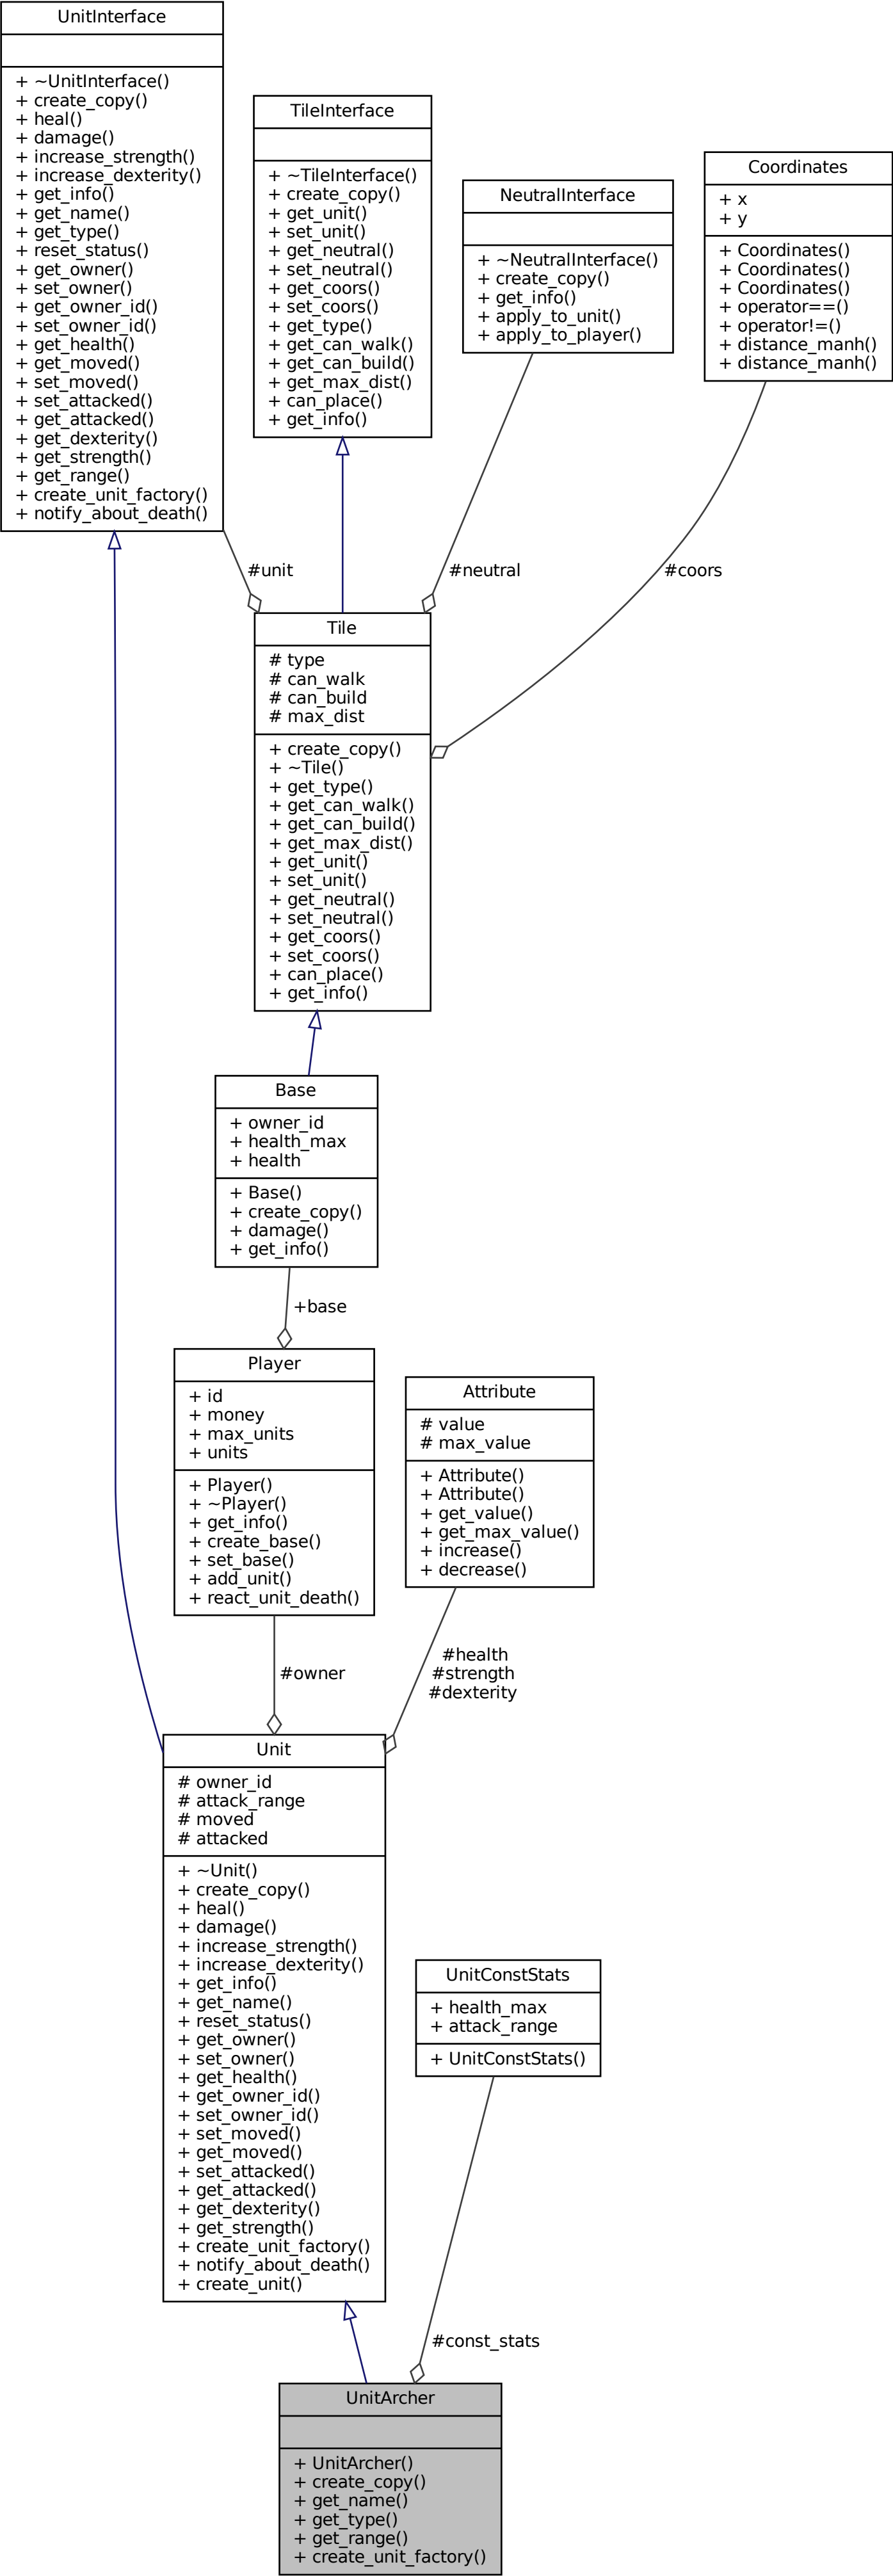 UnitInterface
+ ~UnitInterface()
+ create_copy()
+ heal()
+ damage()
+ increase_strength()
+ increase_dexterity()
+ get_info()
+ get_name()
+ get_type()
+ reset_status()
+ get_owner()
+ set_owner()
+ get_owner_id()
+ set_owner_id()
+ get_health()
+ get_moved()
+ set_moved()
+ set_attacked()
+ get_attacked()
+ get_dexterity()
+ get_strength()
+ get_range()
+ create_unit_factory()
+ notify_about_death()
TileInterface
+ ~TileInterface()
+ create_copy()
+ get_unit()
+ set_unit()
+ get_neutral()
+ set_neutral()
+ get_coors()
+ set_coors()
+ get_type()
+ get_can_walk()
+ get_can_build()
+ get_max_dist()
+ can_place()
+ get_info()
NeutralInterface
+ ~NeutralInterface()
+ create_copy()
+ get_info()
+ apply_to_unit()
+ apply_to_player()
Coordinates
+ x
+ y
+ Coordinates()
+ Coordinates()
+ Coordinates()
+ operator==()
+ operator!=()
+ distance_manh()
+ distance_manh()
#unit
#neutral
#coors
Tile
# type
# can_walk
# can_build
# max_dist
+ create_copy()
+ ~Tile()
+ get_type()
+ get_can_walk()
+ get_can_build()
+ get_max_dist()
+ get_unit()
+ set_unit()
+ get_neutral()
+ set_neutral()
+ get_coors()
+ set_coors()
+ can_place()
+ get_info()
Base
+ owner_id
+ health_max
+ health
+ Base()
+ create_copy()
+ damage()
+ get_info()
+base
Player
+ id
+ money
+ max_units
+ units
+ Player()
+ ~Player()
+ get_info()
+ create_base()
+ set_base()
+ add_unit()
+ react_unit_death()
Attribute
# value
# max_value
+ Attribute()
+ Attribute()
+ get_value()
+ get_max_value()
+ increase()
+ decrease()
#owner
#health
#strength
#dexterity
Unit
# owner_id
# attack_range
# moved
# attacked
+ ~Unit()
+ create_copy()
+ heal()
+ damage()
+ increase_strength()
+ increase_dexterity()
+ get_info()
+ get_name()
+ reset_status()
+ get_owner()
+ set_owner()
+ get_health()
+ get_owner_id()
+ set_owner_id()
+ set_moved()
+ get_moved()
+ set_attacked()
+ get_attacked()
+ get_dexterity()
+ get_strength()
+ create_unit_factory()
+ notify_about_death()
+ create_unit()
UnitConstStats
+ health_max
+ attack_range
+ UnitConstStats()
#const_stats
UnitArcher
+ UnitArcher()
+ create_copy()
+ get_name()
+ get_type()
+ get_range()
+ create_unit_factory()